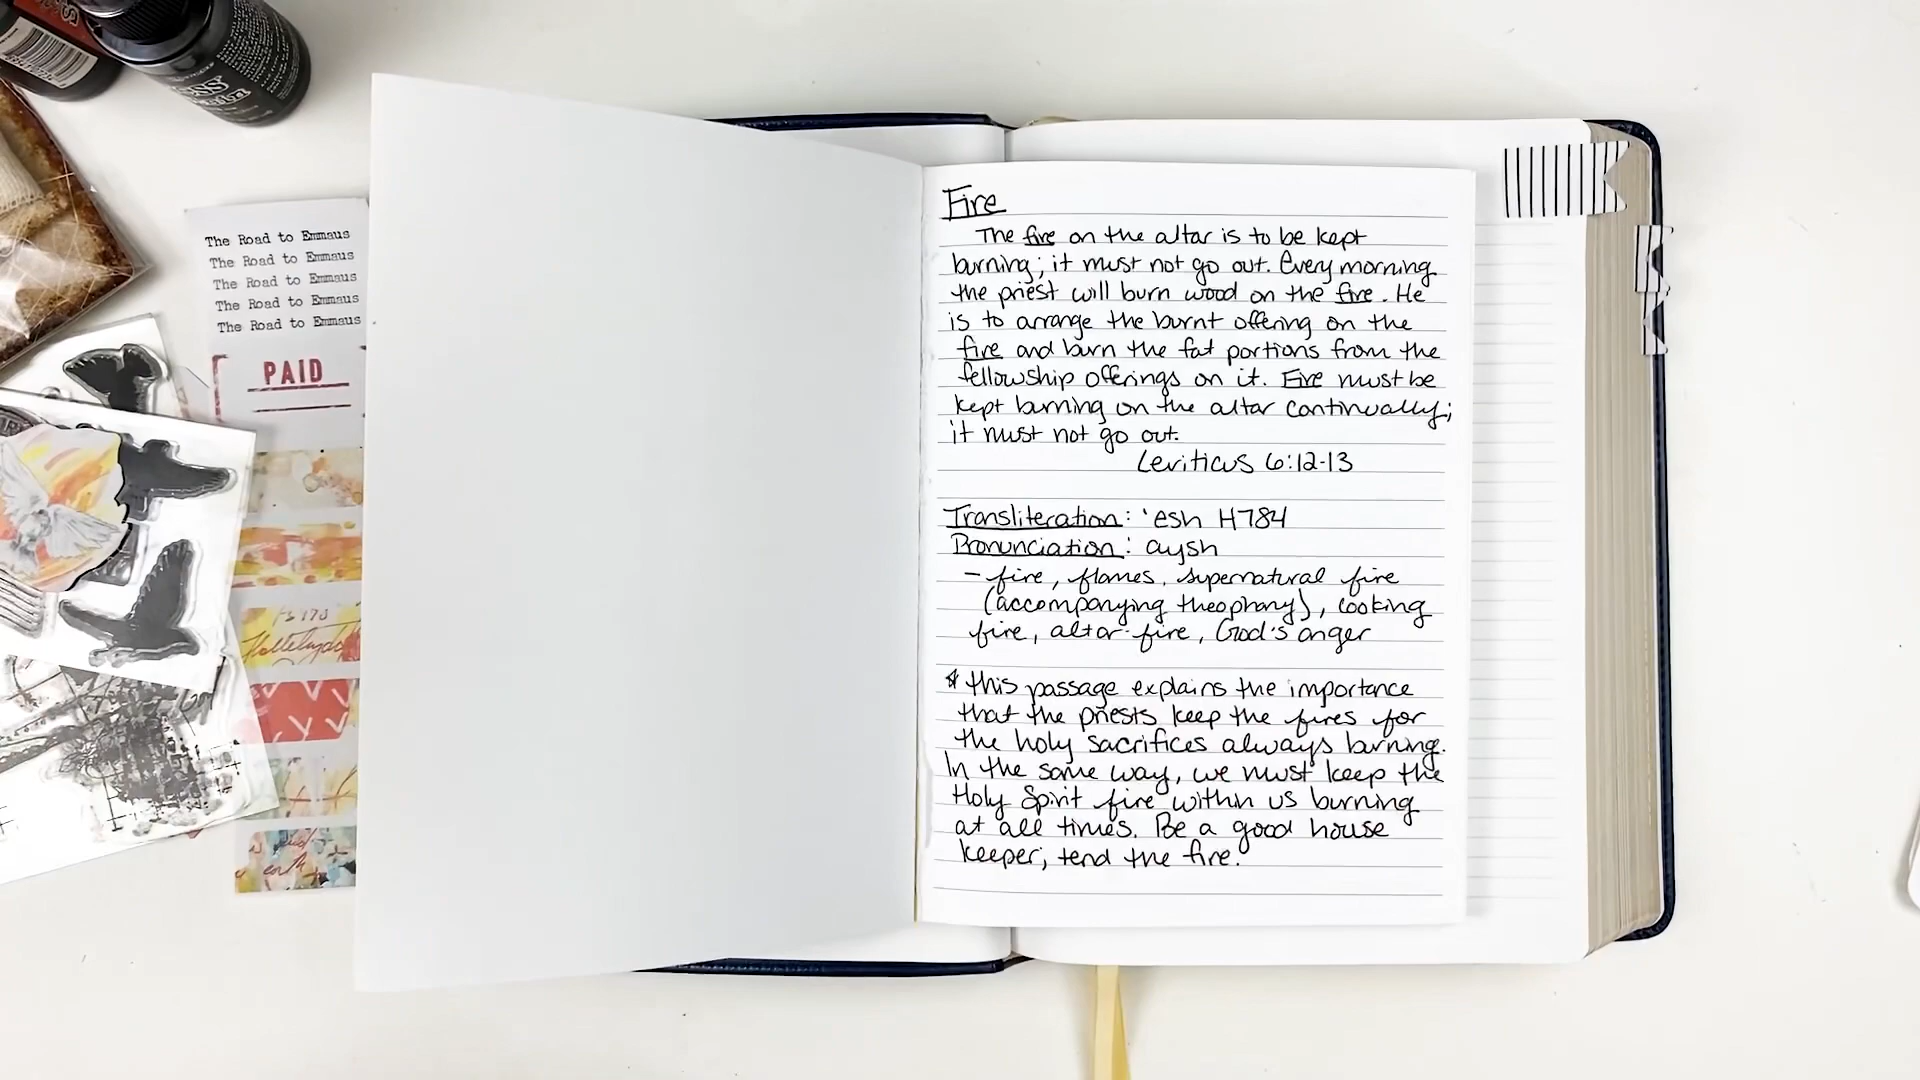 The Road to Emmaus
The Road to Emmaus
The Road to Emmaus
The Road to Emmaus
The Road to Emmaus
PAID
Fire
The fire on the altar is to be kept
burning; it must not go out. Every morning
the priest will burn wood on the fire. He
is to arrange the burnt offering on the
fire and burn the fat portions from the
fellowship offerings on it. Fire must be
kept burning on the altar continually;
it must not go out.
Leviticus 6:12-13
Transliteration: 'esh H784
Pronunciation: aysh
- fire, flames, supernatural fire
(accompanying theophany), cooking
fire, altar-fire, God's anger
* this passage explains the importance
that the priests keep the fires for
the holy sacrifices always burning.
In the same way, we must keep the
Holy Spirit fire within us burning
at all times. Be a good house
keeper; tend the fire.